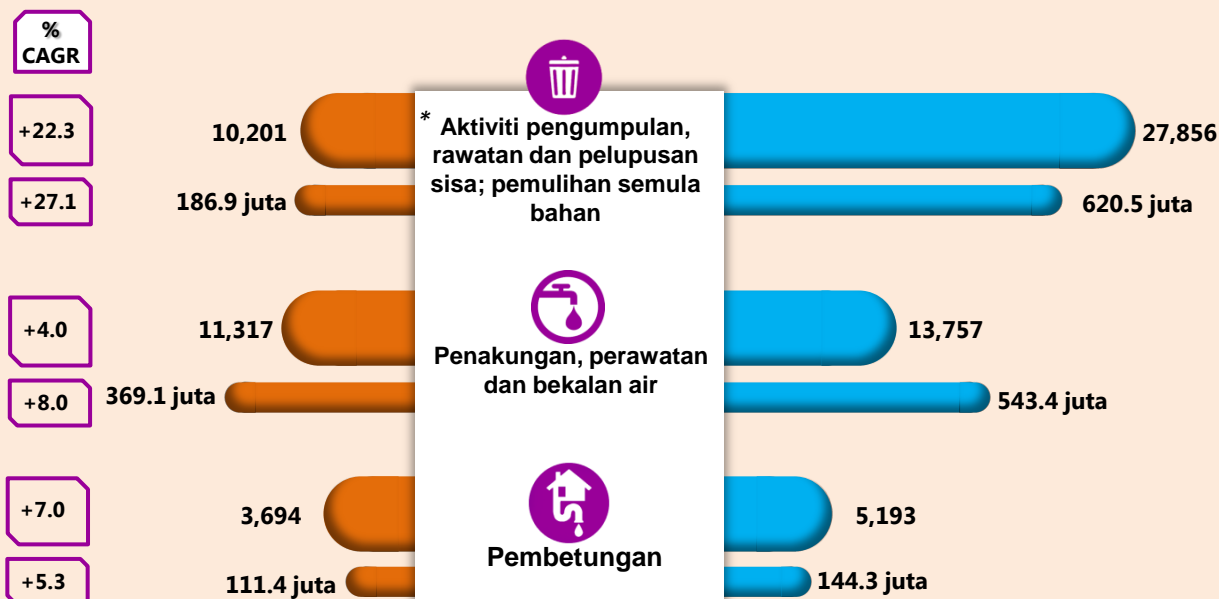 %
CAGR
+22.3
10,201
* Aktiviti pengumpulan,
rawatan dan pelupusan
sisa; pemulihan semula
bahan
27,856
+27.1
186.9 juta
620.5 juta
+4.0
11,317
Penakungan, perawatan
dan bekalan air
13,757
+8.0
369.1 juta
543.4 juta
+7.0
3,694
Pembetungan
5,193
+5.3
111.4 juta
144.3 juta